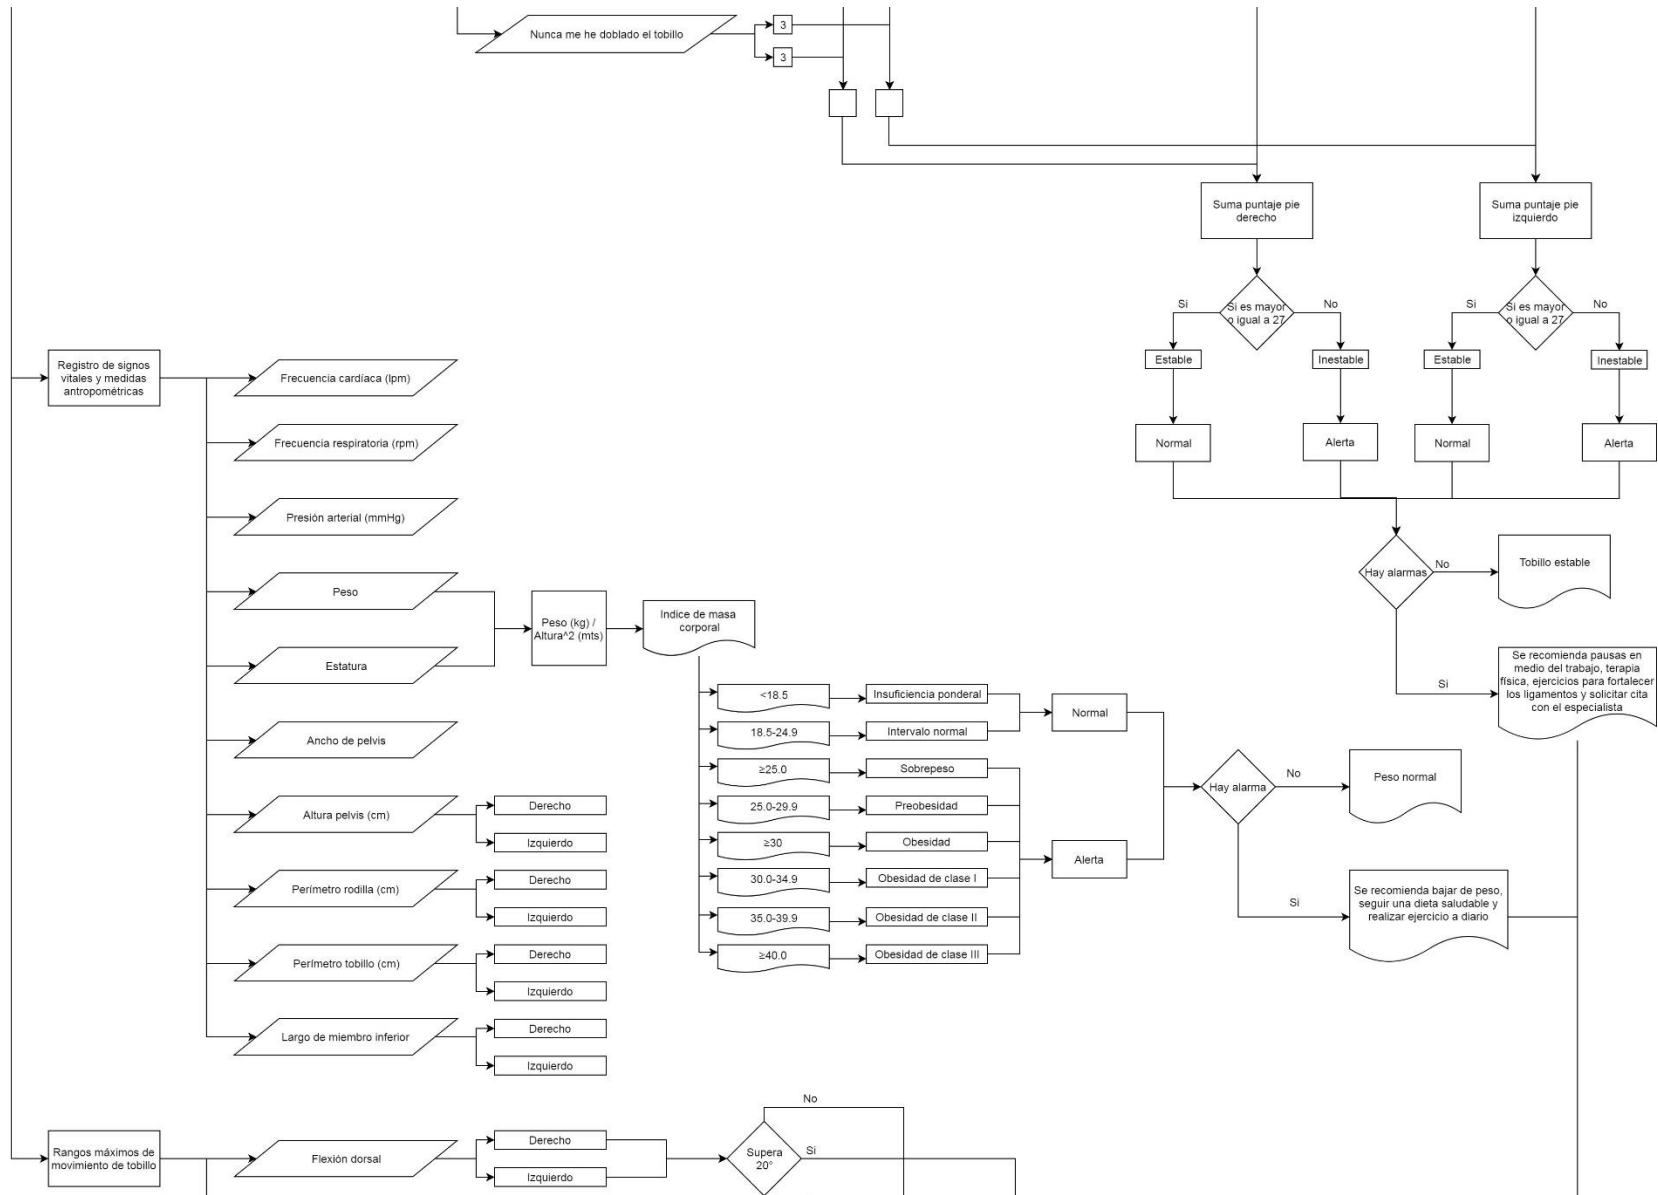 Nunca me he doblado el tobillo
3
3
Suma puntaje pie
derecho
Suma puntaje pie
izquierdo
Si es mayor
o igual a 27
Si
No
Si es mayor
o igual a 27
Si
No
Estable
Inestable
Estable
Inestable
Normal
Alerta
Normal
Alerta
Hay alarmas
No
Tobillo estable
Si
Se recomienda pausas en
medio del trabajo, terapia
física, ejercicios para fortalecer
los ligamentos y solicitar cita
con el especialista
Registro de signos
vitales y medidas
antropométricas
Frecuencia cardíaca (lpm)
Frecuencia respiratoria (rpm)
Presión arterial (mmHg)
Peso
Estatura
Peso (kg) /
Altura^2 (mts)
Indice de masa
corporal
<18.5
Insuficiencia ponderal
18.5-24.9
Intervalo normal
≥25.0
Sobrepeso
25.0-29.9
Preobesidad
≥30
Obesidad
30.0-34.9
Obesidad de clase I
35.0-39.9
Obesidad de clase II
≥40.0
Obesidad de clase III
Normal
Alerta
Hay alarma
No
Peso normal
Si
Se recomienda bajar de peso,
seguir una dieta saludable y
realizar ejercicio a diario
Ancho de pelvis
Altura pelvis (cm)
Derecho
Izquierdo
Perímetro rodilla (cm)
Derecho
Izquierdo
Perímetro tobillo (cm)
Derecho
Izquierdo
Largo de miembro inferior
Derecho
Izquierdo
Rangos máximos de
movimiento de tobillo
Flexión dorsal
Derecho
Izquierdo
Supera
20°
No
Si